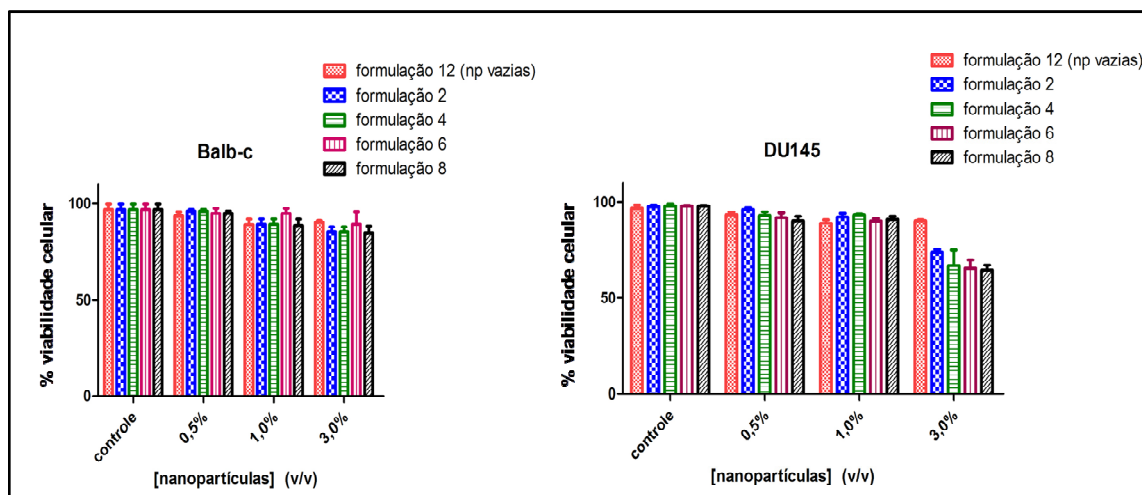 formulação 12 (np vazias)
formulação 2
formulação 4
formulação 6
formulação 8
Balb-c
100
50
0
% viabilidade celular
controle
0,5%
1,0%
3,0%
[nanopartículas] (v/v)
formulação 12 (np vazias)
formulação 2
formulação 4
formulação 6
formulação 8
DU145
100
50
0
% viabilidade celular
controle
0,5%
1,0%
3,0%
[nanopartículas] (v/v)